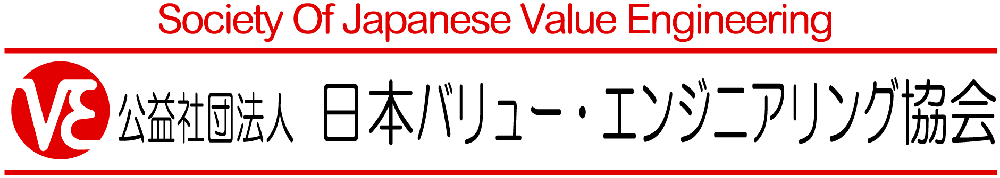 Society Of Japanese Value Engineering
VE 公益社団法人 日本バリュー・エンジニアリング協会